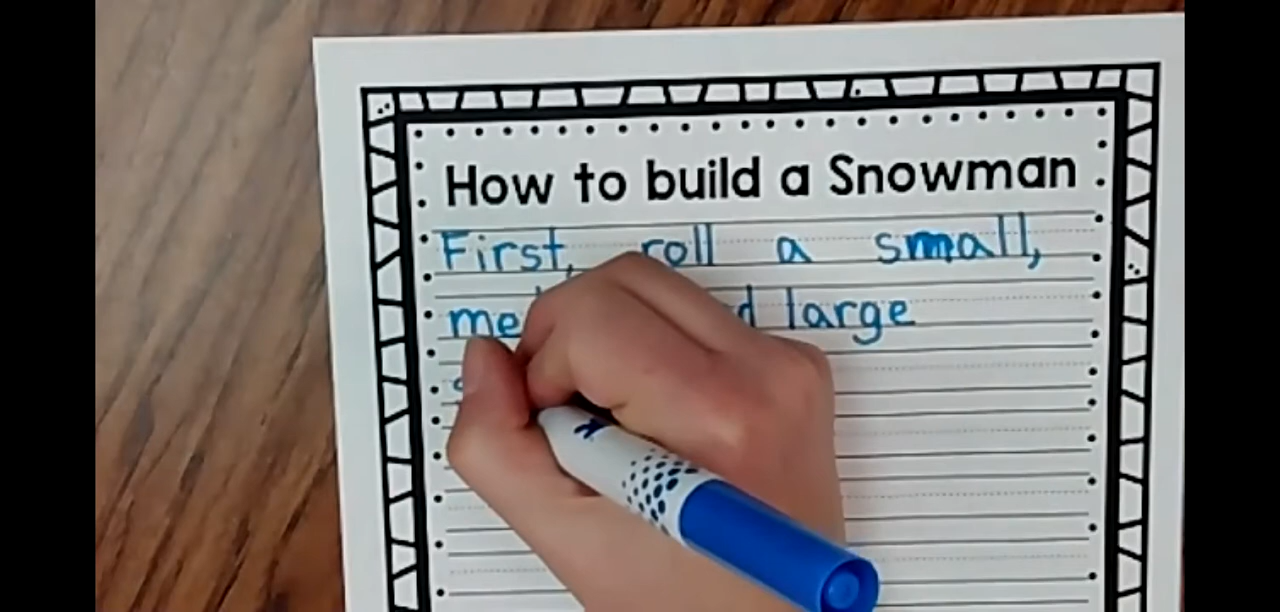 How to build a Snowman
First, roll a small,
large